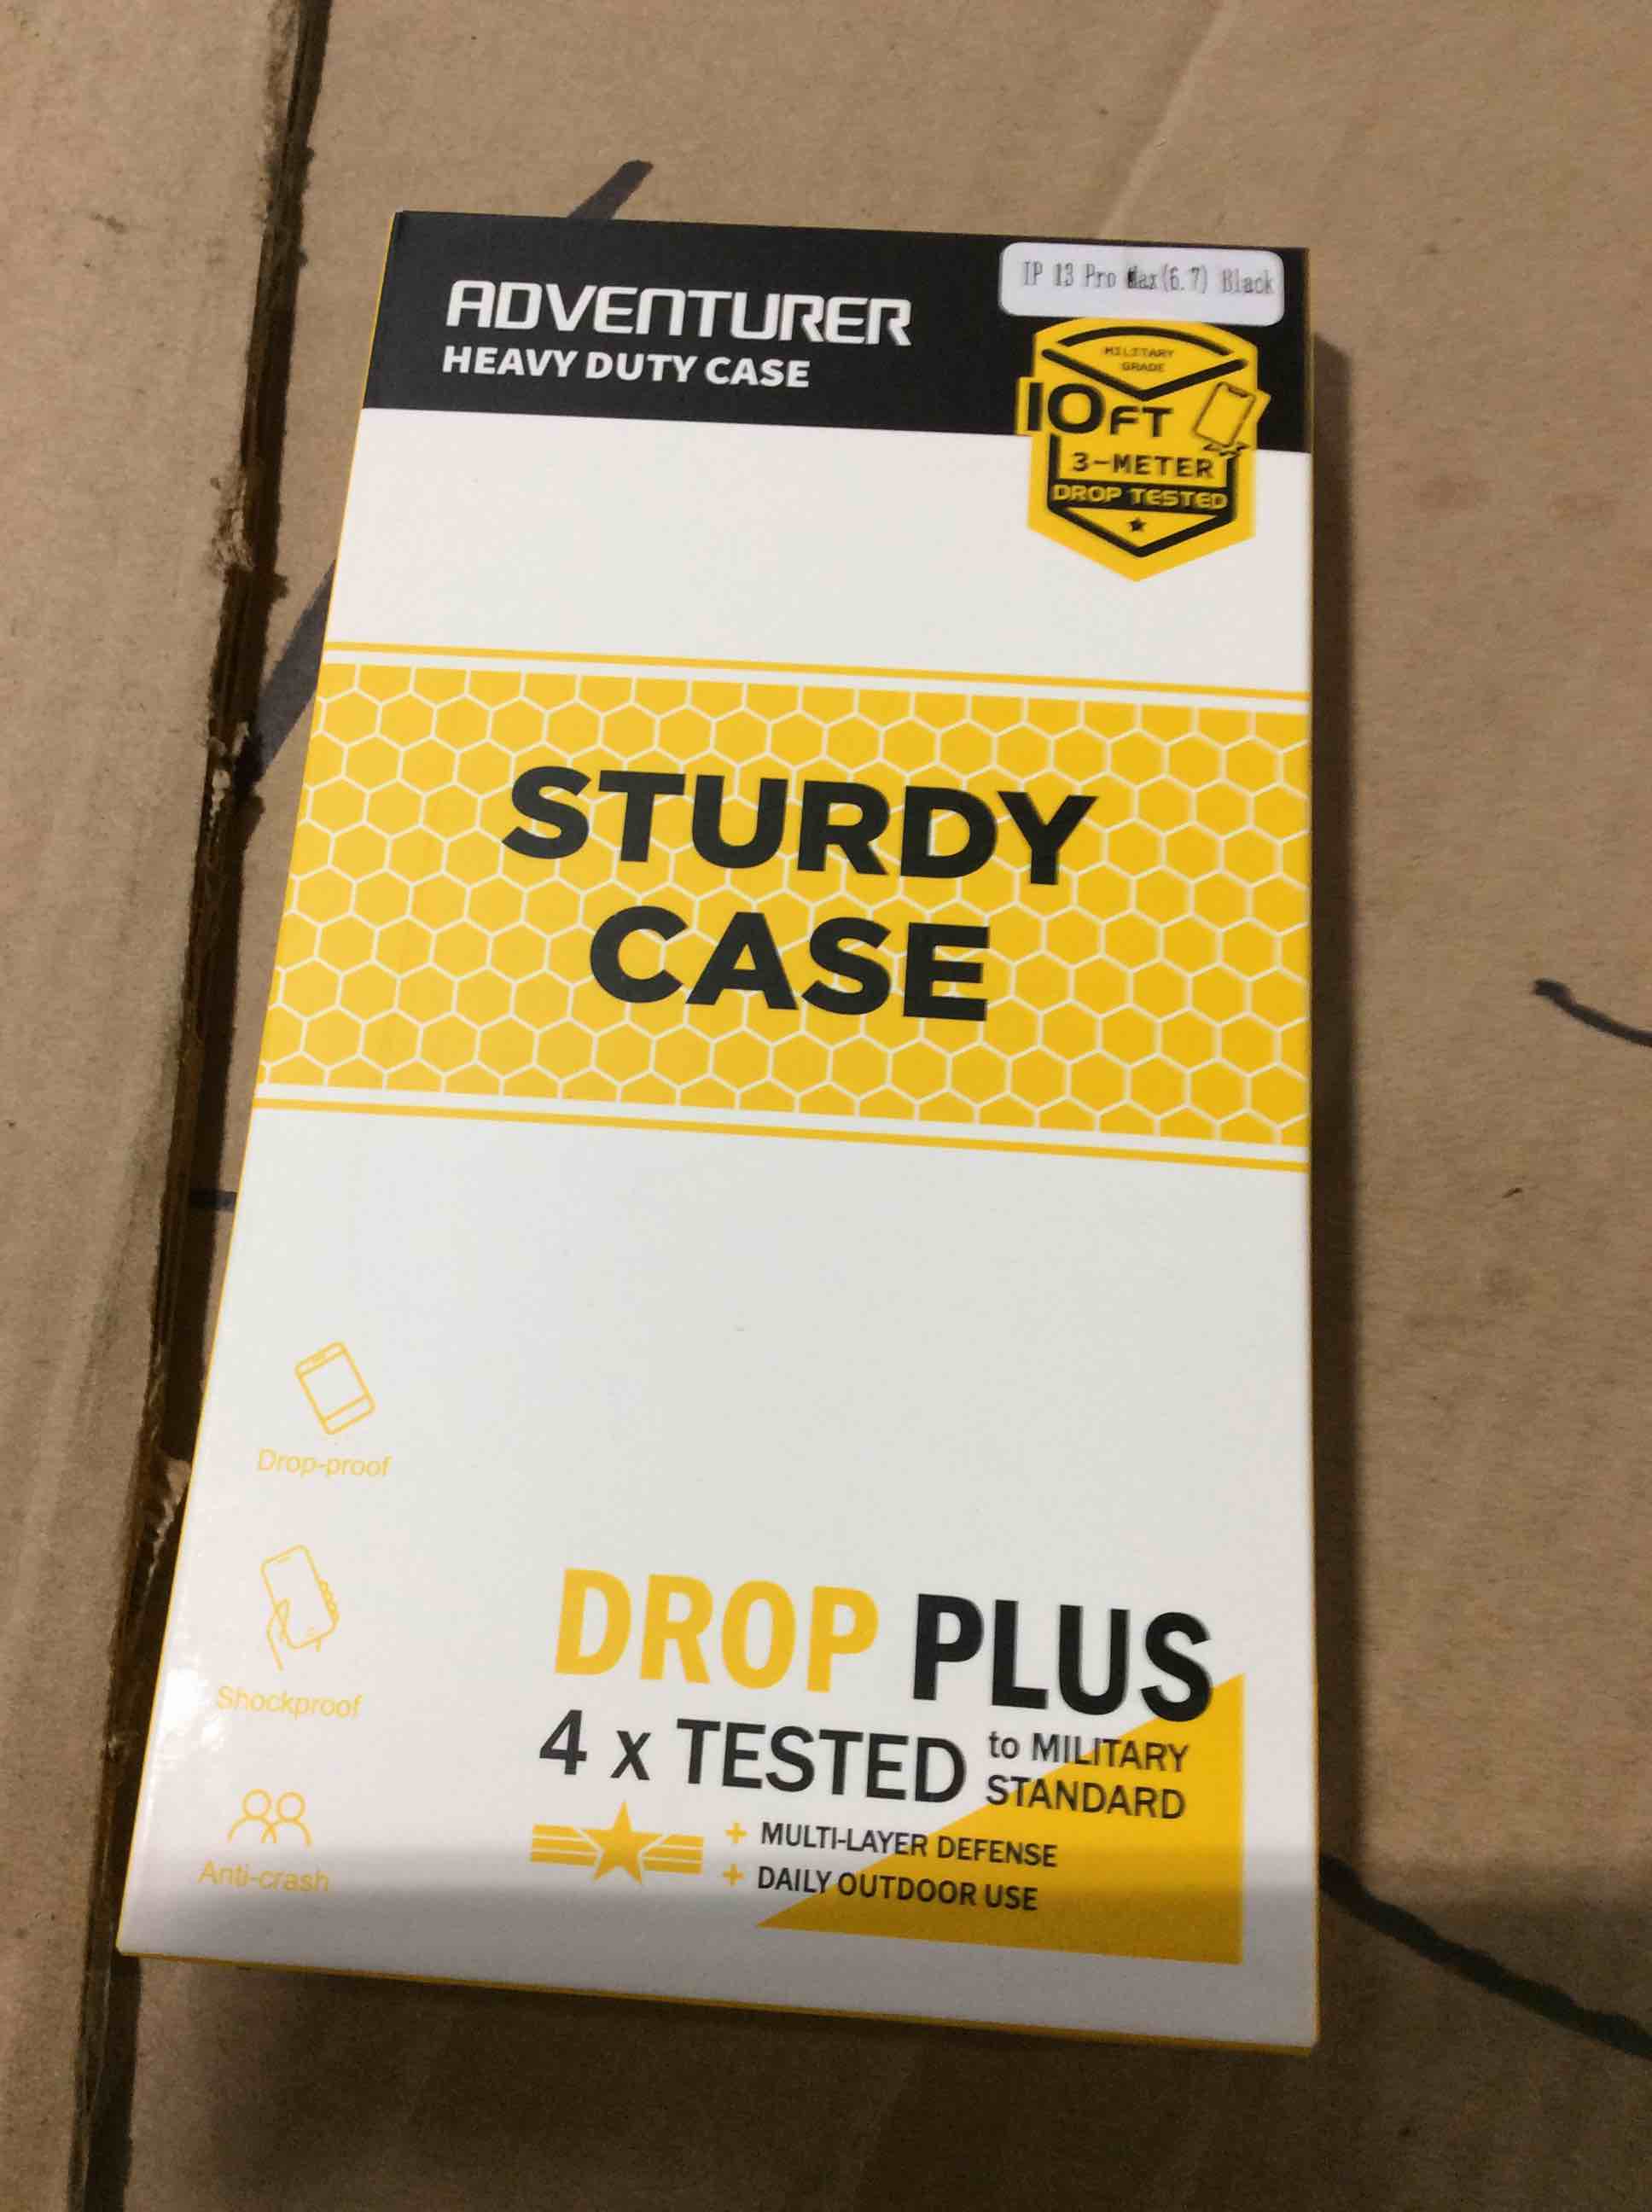 IP 13 Pro Max(6.7) Black
ADVENTURER
HEAVY DUTY CASE
MILITARY
GRADE
10FT
3-METER
DROP TESTED
STURDY
CASE
Drop-proof
Shockproof
Anti-crash
DROP PLUS
4 x TESTED to MILITARY
STANDARD
+ MULTI-LAYER DEFENSE
+ DAILY OUTDOOR USE